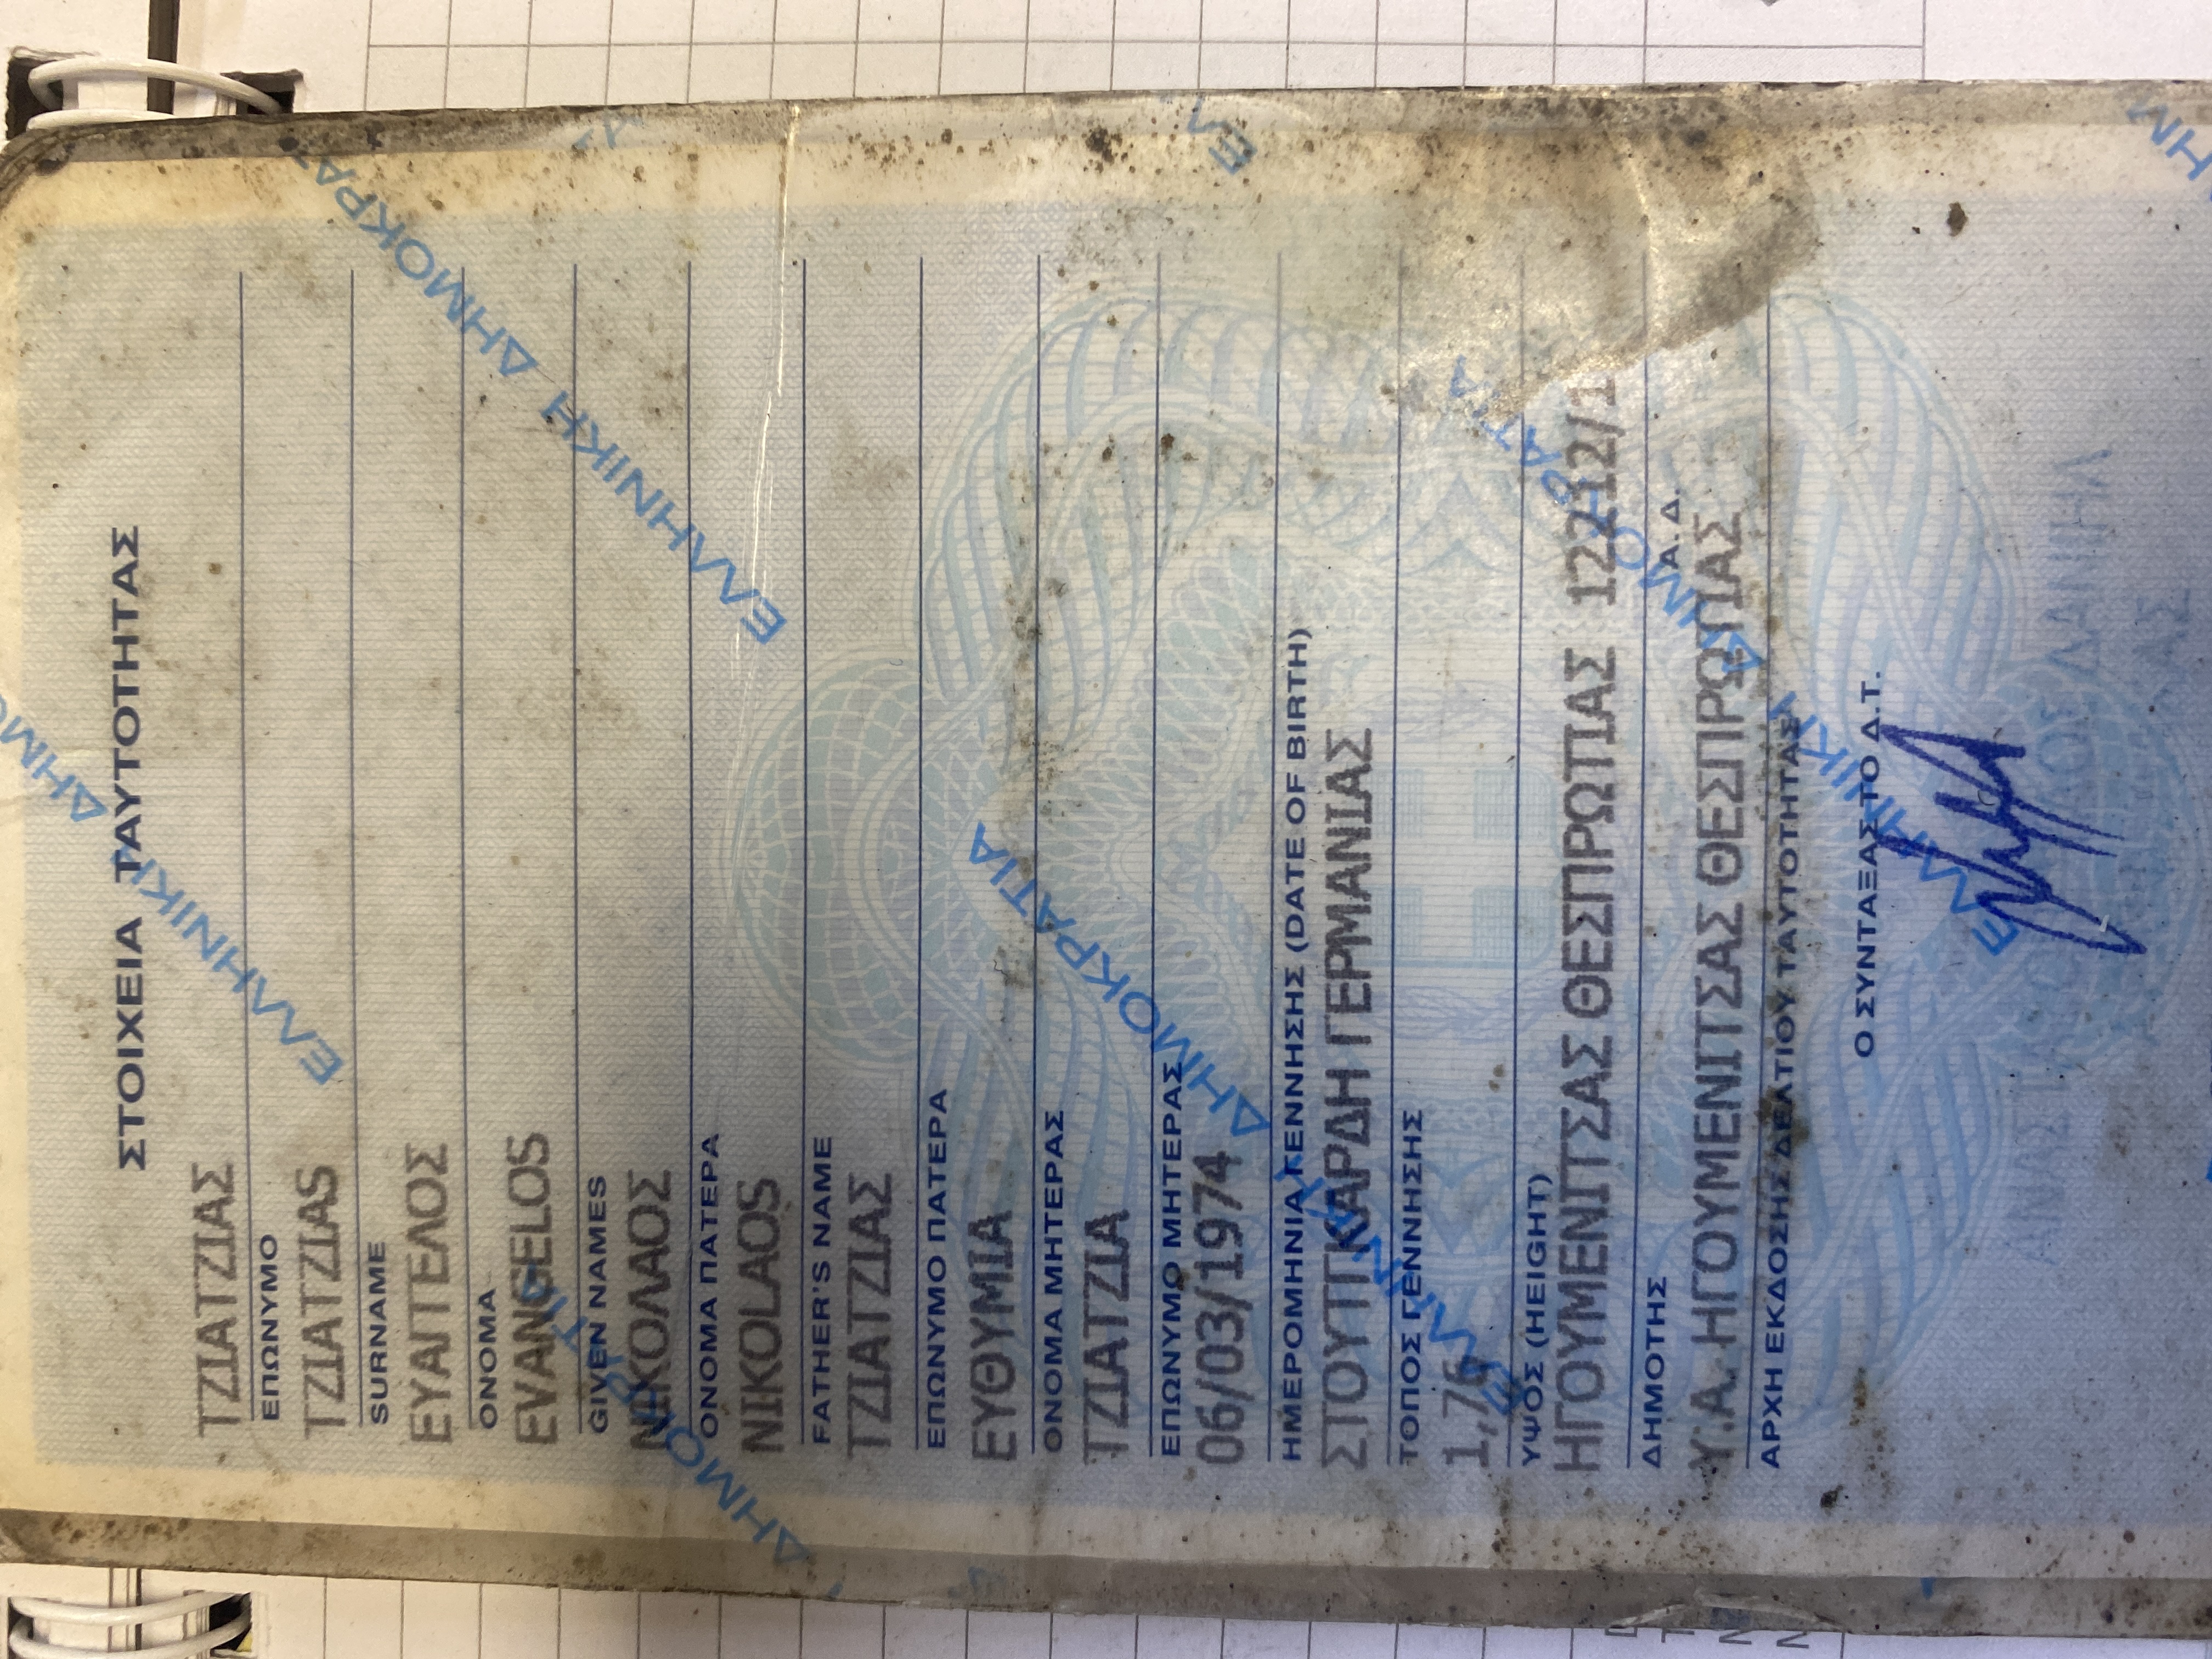 ΣΤΟΙΧΕΙΑ ΤΑΥΤΟΤΗΤΑΣ
ΤΖΙΑΤΖΙΑΣ
ΕΠΩΝΥΜΟ
TZIATZIAS
SURNAME
ΕΥΑΓΓΕΛΟΣ
ΟΝΟΜΑ
EVANGELOS
GIVEN NAMES
ΝΙΚΟΛΑΟΣ
ΟΝΟΜΑ ΠΑΤΕΡΑ
NIKOLAOS
FATHER'S NAME
ΤΖΙΑΤΖΙΑΣ
ΕΠΩΝΥΜΟ ΠΑΤΕΡΑ
ΕΥΘΥΜΙΑ
ΟΝΟΜΑ ΜΗΤΕΡΑΣ
ΤΖΙΑΤΖΙΑ
ΕΠΩΝΥΜΟ ΜΗΤΕΡΑΣ
06/03/1974
ΗΜΕΡΟΜΗΝΙΑ ΓΕΝΝΗΣΗΣ (DATE OF BIRTH)
ΣΤΟΥΤΓΚΑΡΔΗ ΓΕΡΜΑΝΙΑΣ
ΤΟΠΟΣ ΓΕΝΝΗΣΗΣ
1,76
ΥΨΟΣ (HEIGHT)
ΗΓΟΥΜΕΝΙΤΣΑΣ ΘΕΣΠΡΩΤΙΑΣ 12212/1
ΔΗΜΟΤΗΣ Μ.Α.Δ.
Υ.Α. ΗΓΟΥΜΕΝΙΤΣΑΣ ΘΕΣΠΡΩΤΙΑΣ
ΑΡΧΗ ΕΚΔΟΣΗΣ ΔΕΛΤΙΟΥ ΤΑΥΤΟΤΗΤΑΣ
Ο ΣΥΝΤΑΞΑΣ ΤΟ Δ.Τ.
ΕΛΛΗΝΙΚΗ ΔΗΜΟΚΡΑΤΙΑ